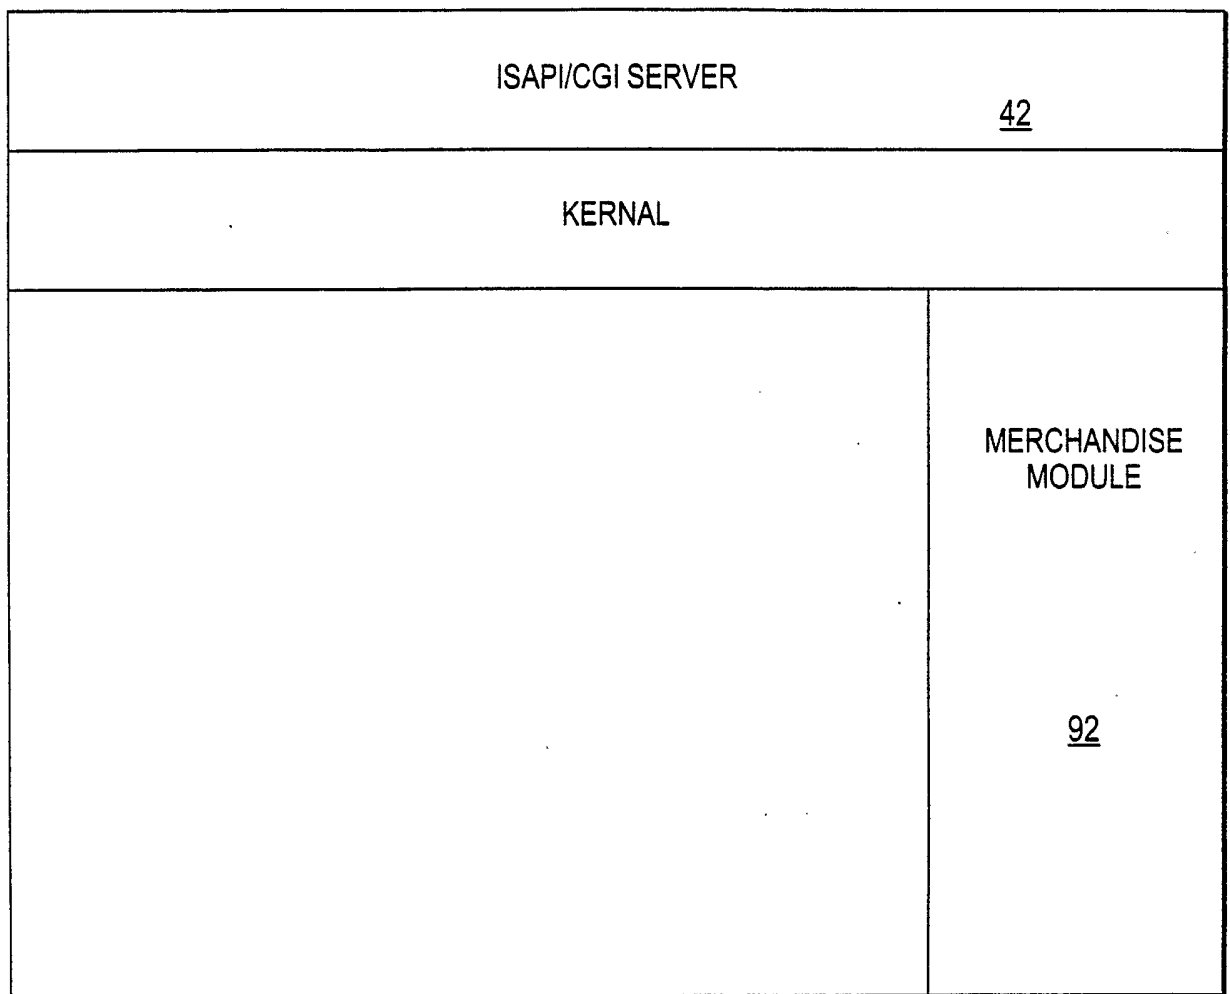 ISAPI/CGI SERVER
42
KERNAL
MERCHANDISE
MODULE
92